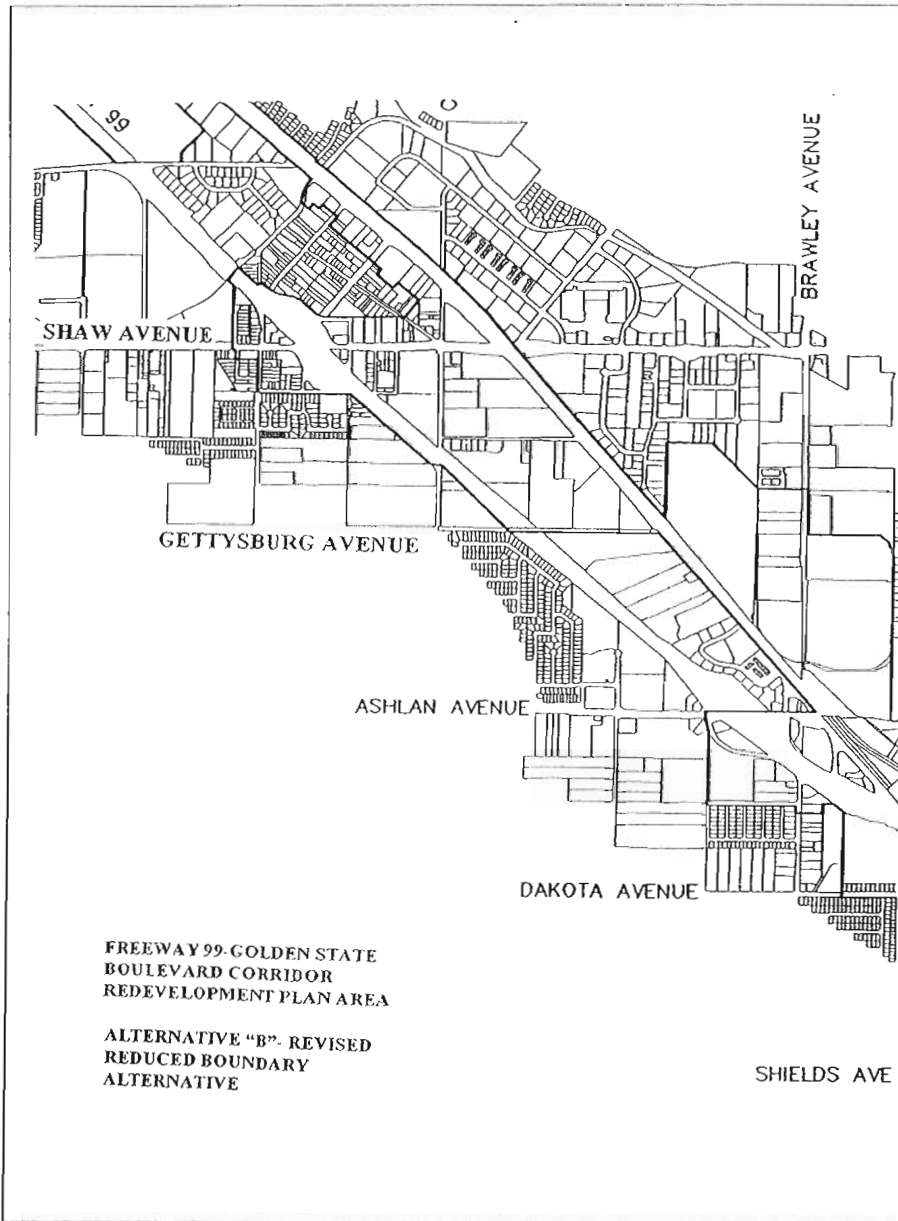 99
C
BRAWLEY AVENUE
SHAW AVENUE
GETTYSBURG AVENUE
ASHLAN AVENUE
DAKOTA AVENUE
FREEWAY 99-GOLDEN STATE
BOULEVARD CORRIDOR
REDEVELOPMENT PLAN AREA
ALTERNATIVE “B”- REVISED
REDUCED BOUNDARY
ALTERNATIVE
SHIELDS AVE